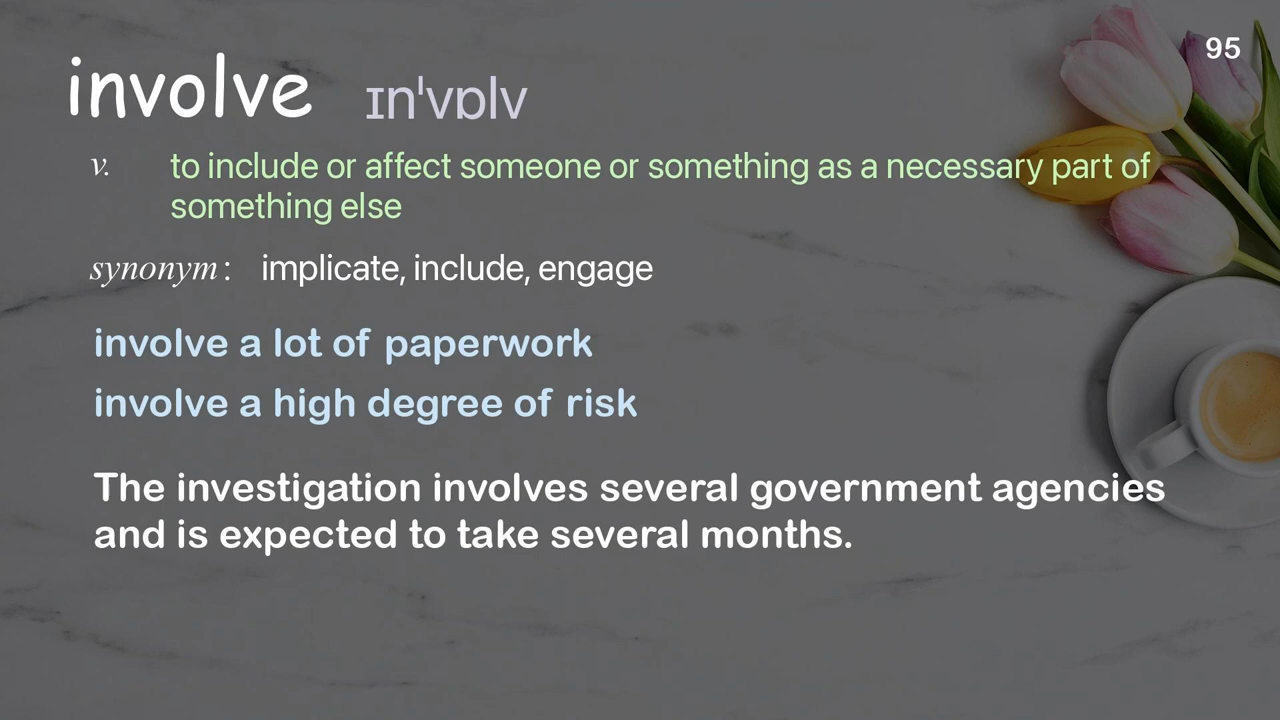 95
involve ɪnˈvɒlv
v. to include or affect someone or something as a necessary part of
something else
synonym: implicate, include, engage
involve a lot of paperwork
involve a high degree of risk
The investigation involves several government agencies
and is expected to take several months.